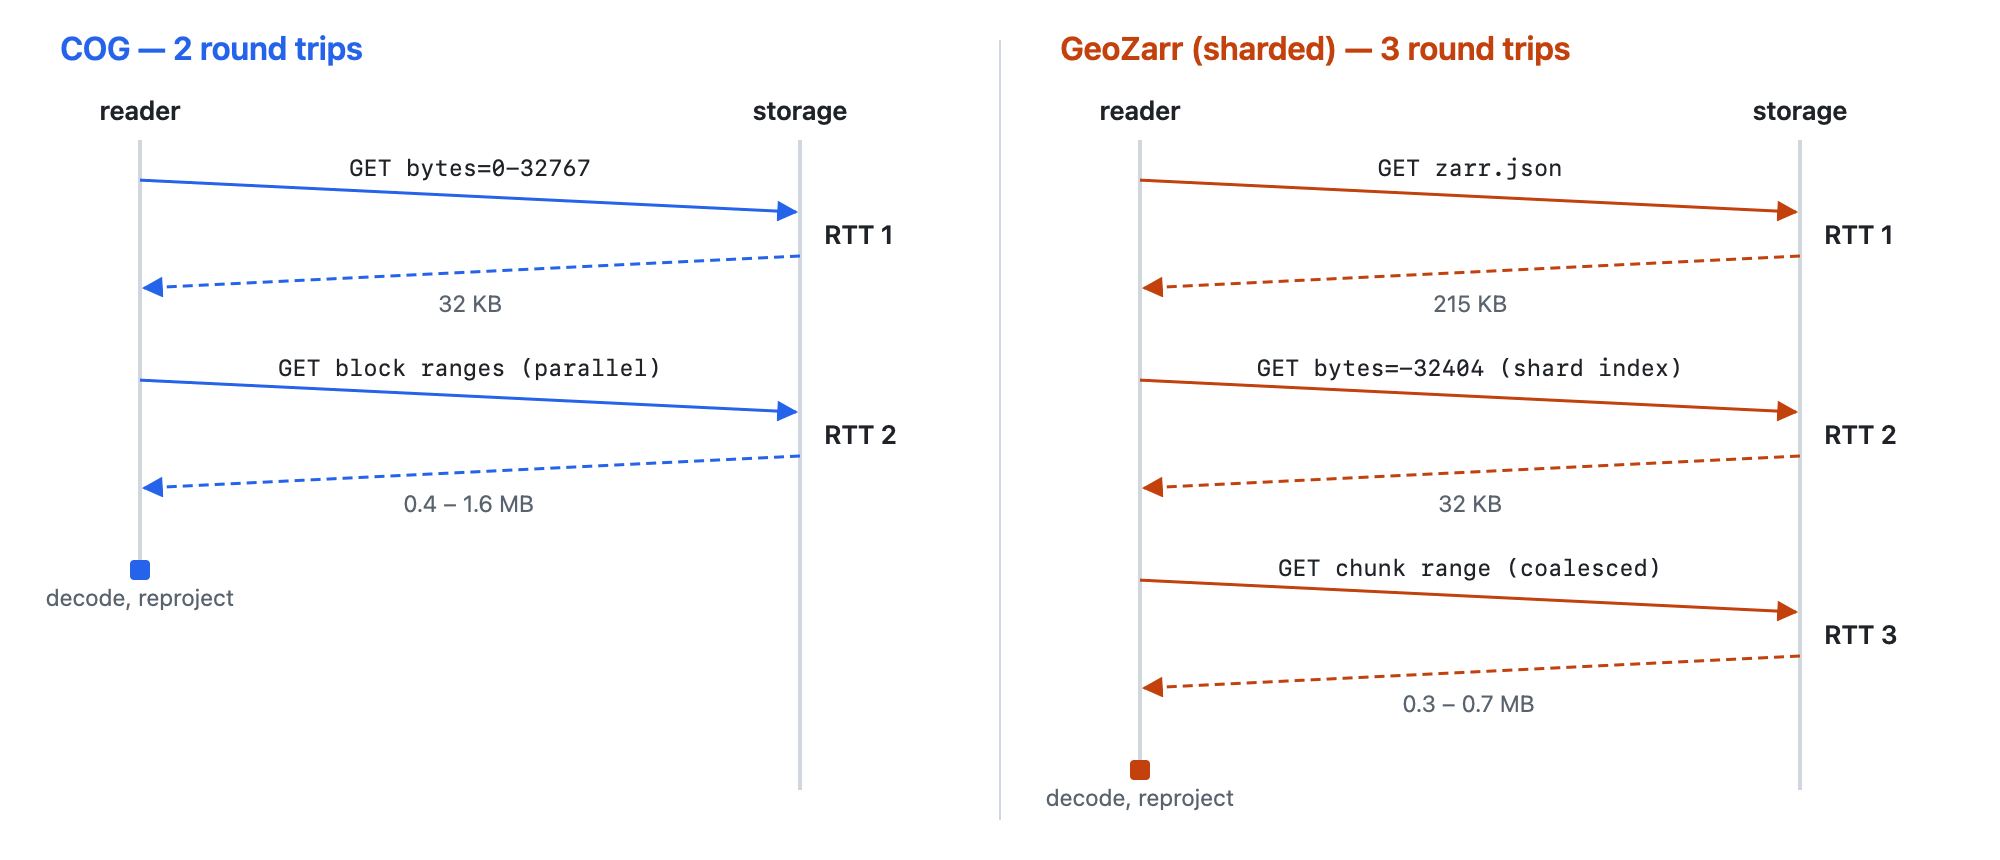 COG — 2 round trips
reader
storage
GET bytes=0–32767
RTT 1
32 KB
GET block ranges (parallel)
RTT 2
0.4 – 1.6 MB
decode, reproject
GeoZarr (sharded) — 3 round trips
reader
storage
GET zarr.json
RTT 1
215 KB
GET bytes=–32404 (shard index)
RTT 2
32 KB
GET chunk range (coalesced)
RTT 3
0.3 – 0.7 MB
decode, reproject